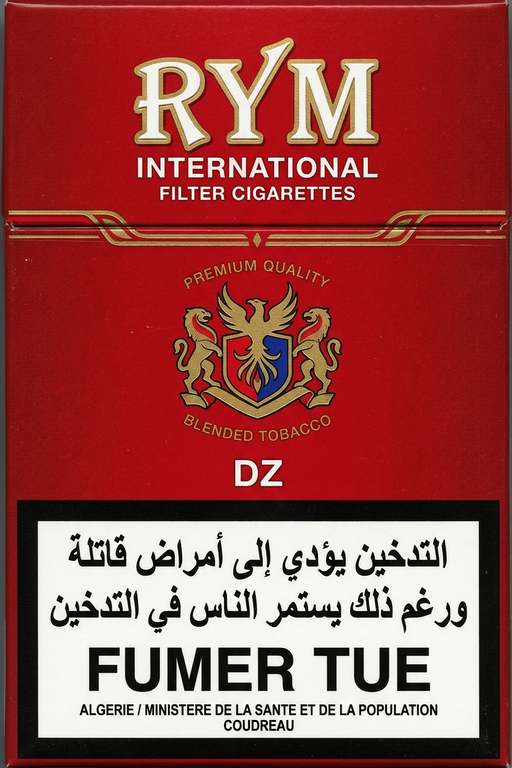 RYM
INTERNATIONAL
FILTER CIGARETTES
PREMIUM QUALITY
BLENDED TOBACCO
DZ
التدخين يؤدي إلى أمراض قاتلة
ورغم ذلك يستمر الناس في التدخين
FUMER TUE
ALGERIE / MINISTERE DE LA SANTE ET DE LA POPULATION
COUDREAU